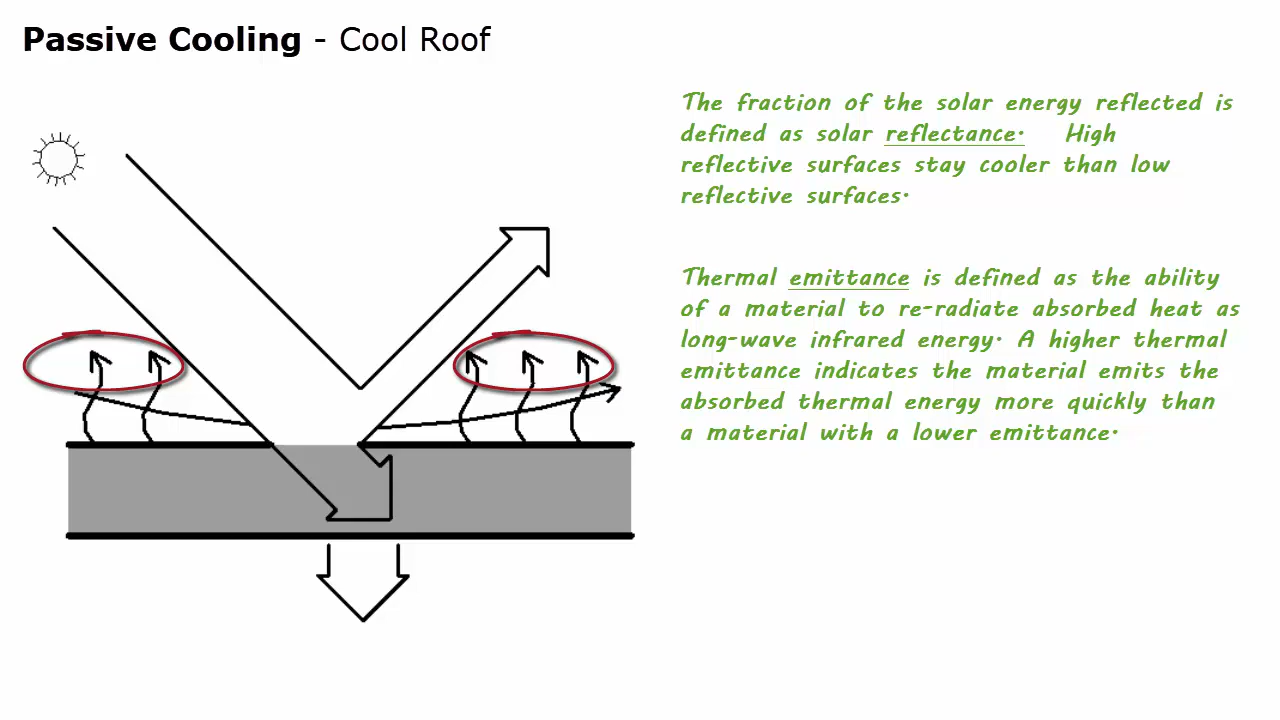 Passive Cooling - Cool Roof
The fraction of the solar energy reflected is
defined as solar reflectance. High
reflective surfaces stay cooler than low
reflective surfaces.
Thermal emittance is defined as the ability
of a material to re-radiate absorbed heat as
long-wave infrared energy. A higher thermal
emittance indicates the material emits the
absorbed thermal energy more quickly than
a material with a lower emittance.